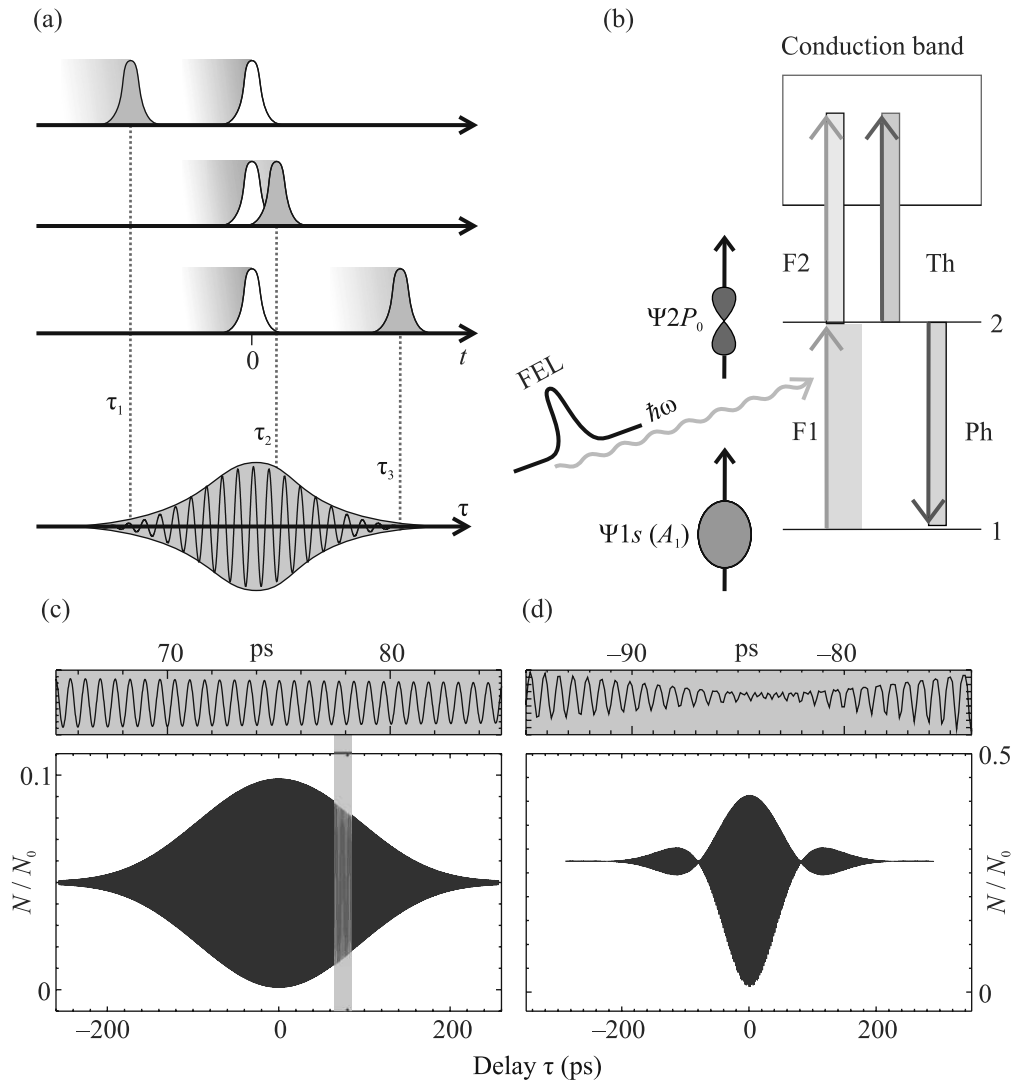 (a)
0
t
τ₁
τ₂
τ₃
τ
(b)
Conduction band
F2
Th
Ψ2P₀
2
FEL
ħω
F1
Ph
Ψ1s (A₁)
1
(c)
70 ps 80
0.1
N / N₀
0
–200 0 200
(d)
–90 ps –80
0.5
N / N₀
0
–200 0 200
Delay τ (ps)